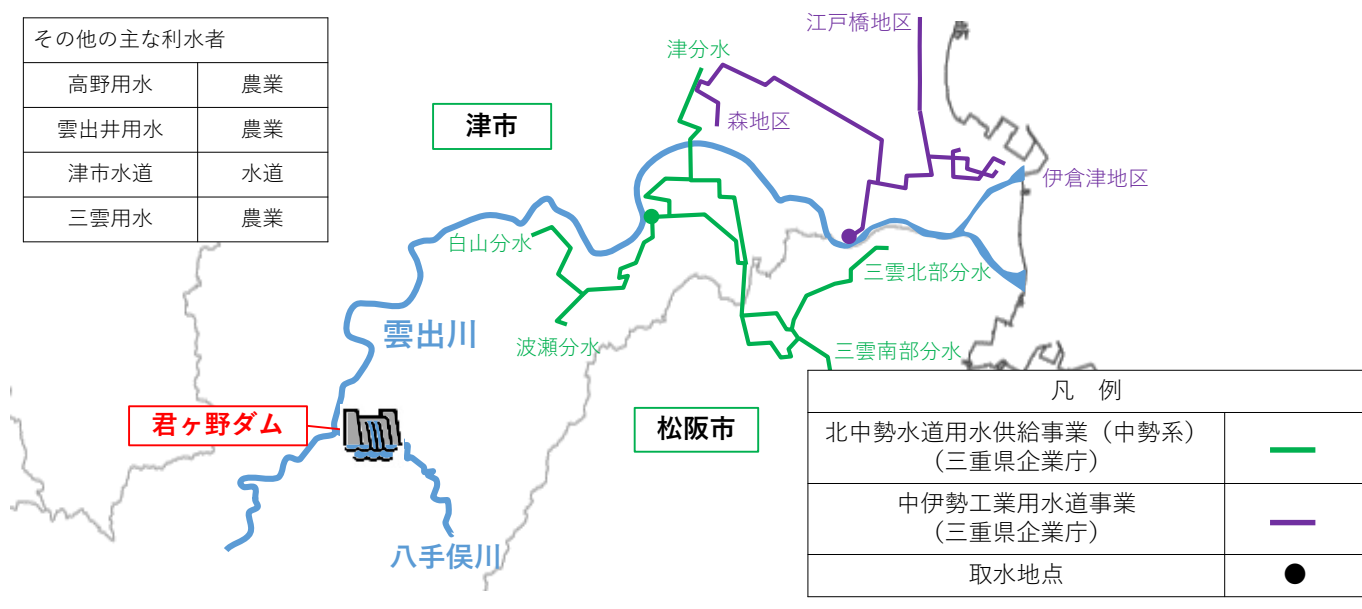 その他の主な利水者
高野用水 農業
雲出井用水 農業
津市水道 水道
三雲用水 農業
江戸橋地区
津分水
津市
森地区
伊倉津地区
白山分水
三雲北部分水
雲出川
波瀬分水
三雲南部分水
君ヶ野ダム
松阪市
八手俣川
凡 例
北中勢水道用水供給事業（中勢系）
（三重県企業庁）
中伊勢工業用水道事業
（三重県企業庁）
取水地点